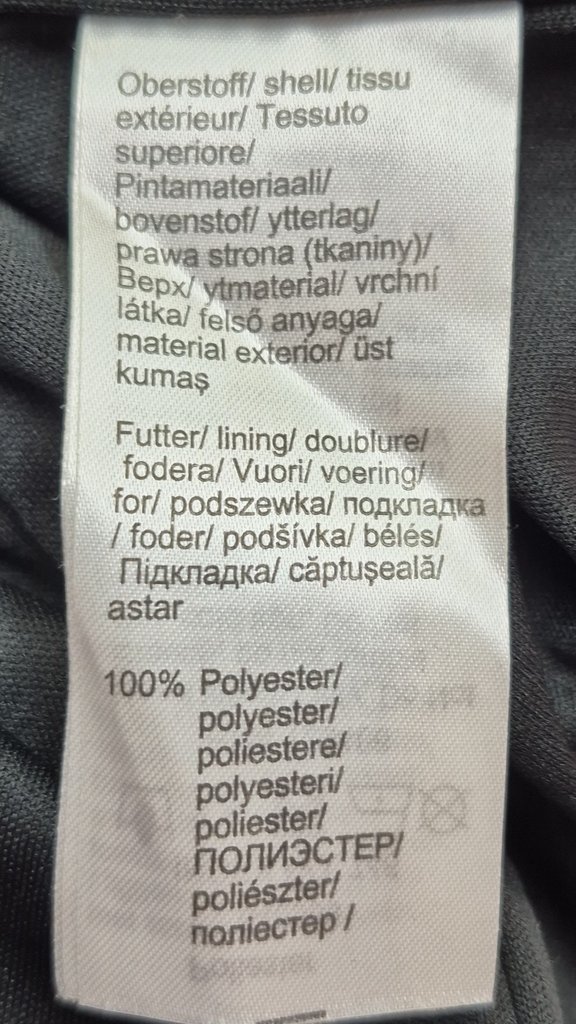 Oberstoff/ shell/ tissu
extérieur/ Tessuto
superiore/
Pintamateriaali/
bovenstof/ ytterlag/
prawa strona (tkaniny)/
Верх/ ytmaterial/ vrchní
látka/ felső anyaga/
material exterior/ üst
kumaş
Futter/ lining/ doublure/
fodera/ Vuori/ voering/
for/ podszewka/ подкладка
/ foder/ podšívka/ bélés/
Підкладка/ căptuşeală/
astar
100% Polyester/
polyester/
poliestere/
polyesteri/
poliester/
ПОЛИЭСТЕР/
poliészter/
поліестер /